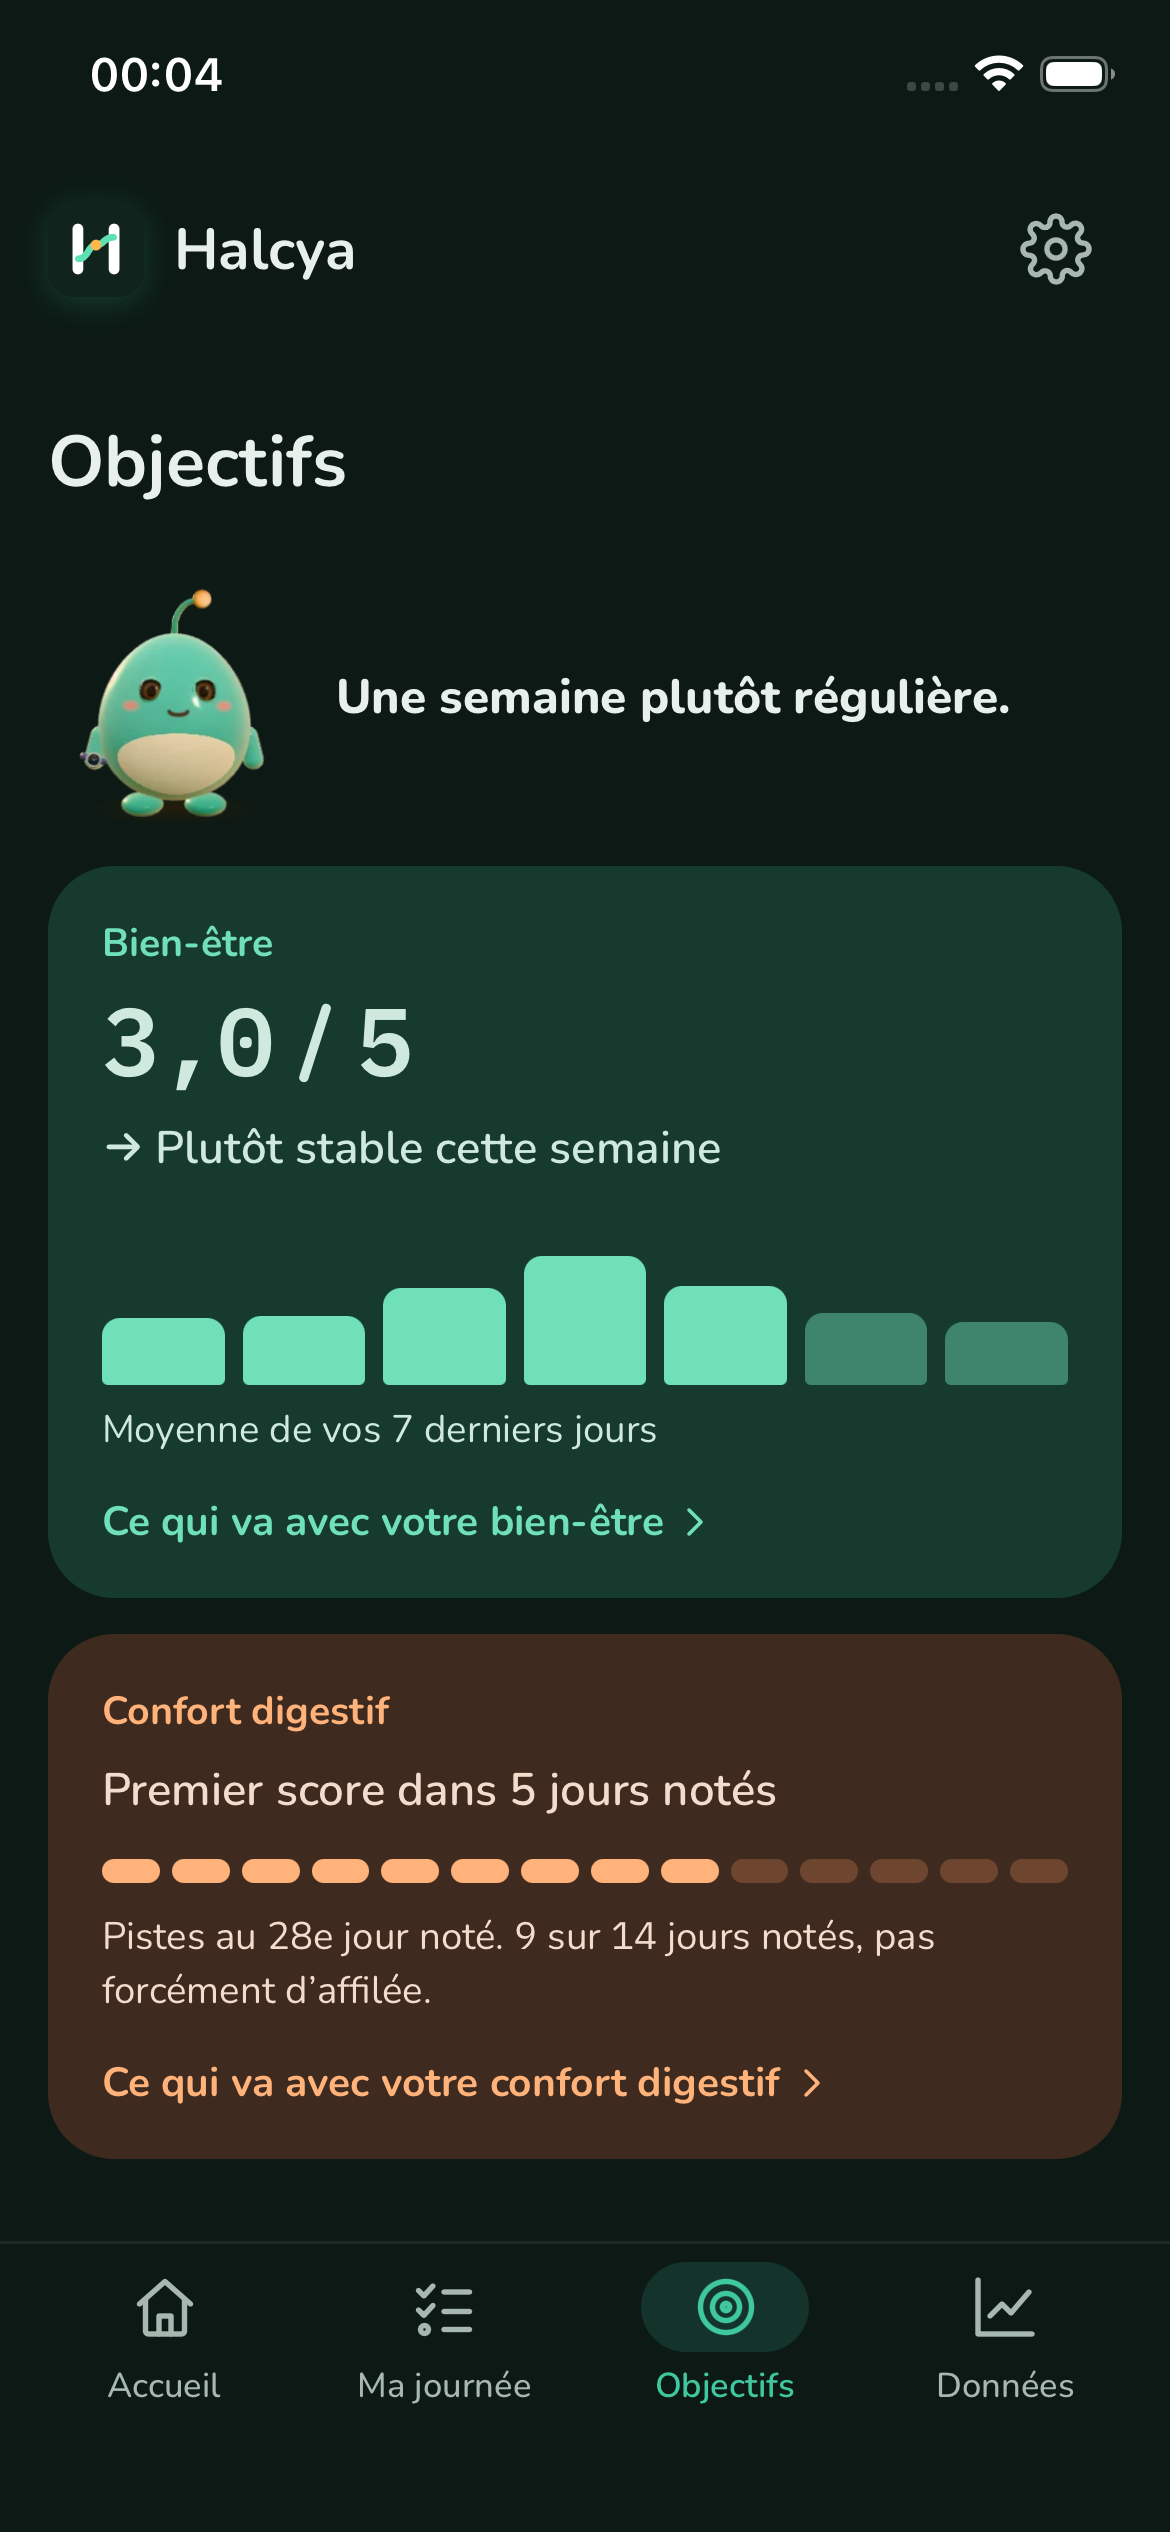 00:04
Halcya
Objectifs
Une semaine plutôt régulière.
Bien-être
3,0/5
→ Plutôt stable cette semaine
Moyenne de vos 7 derniers jours
Ce qui va avec votre bien-être
Confort digestif
Premier score dans 5 jours notés
Pistes au 28e jour noté. 9 sur 14 jours notés, pas
forcément d’affilée.
Ce qui va avec votre confort digestif
Accueil
Ma journée
Objectifs
Données